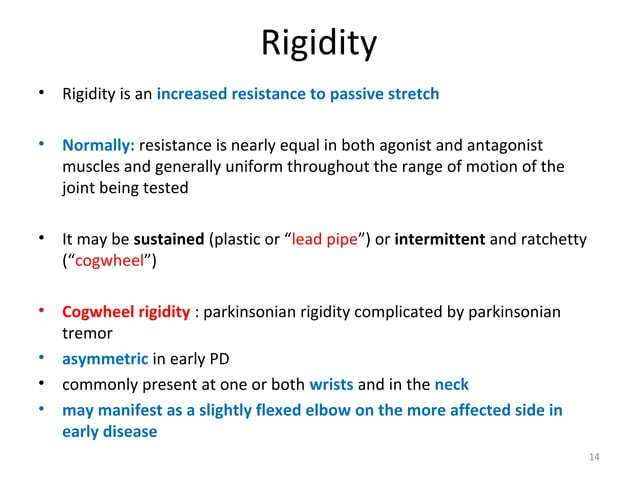 Rigidity
• Rigidity is an increased resistance to passive stretch
• Normally: resistance is nearly equal in both agonist and antagonist
muscles and generally uniform throughout the range of motion of the
joint being tested
• It may be sustained (plastic or “lead pipe”) or intermittent and ratchetty
(“cogwheel”)
• Cogwheel rigidity : parkinsonian rigidity complicated by parkinsonian
tremor
• asymmetric in early PD
• commonly present at one or both wrists and in the neck
• may manifest as a slightly flexed elbow on the more affected side in
early disease
14